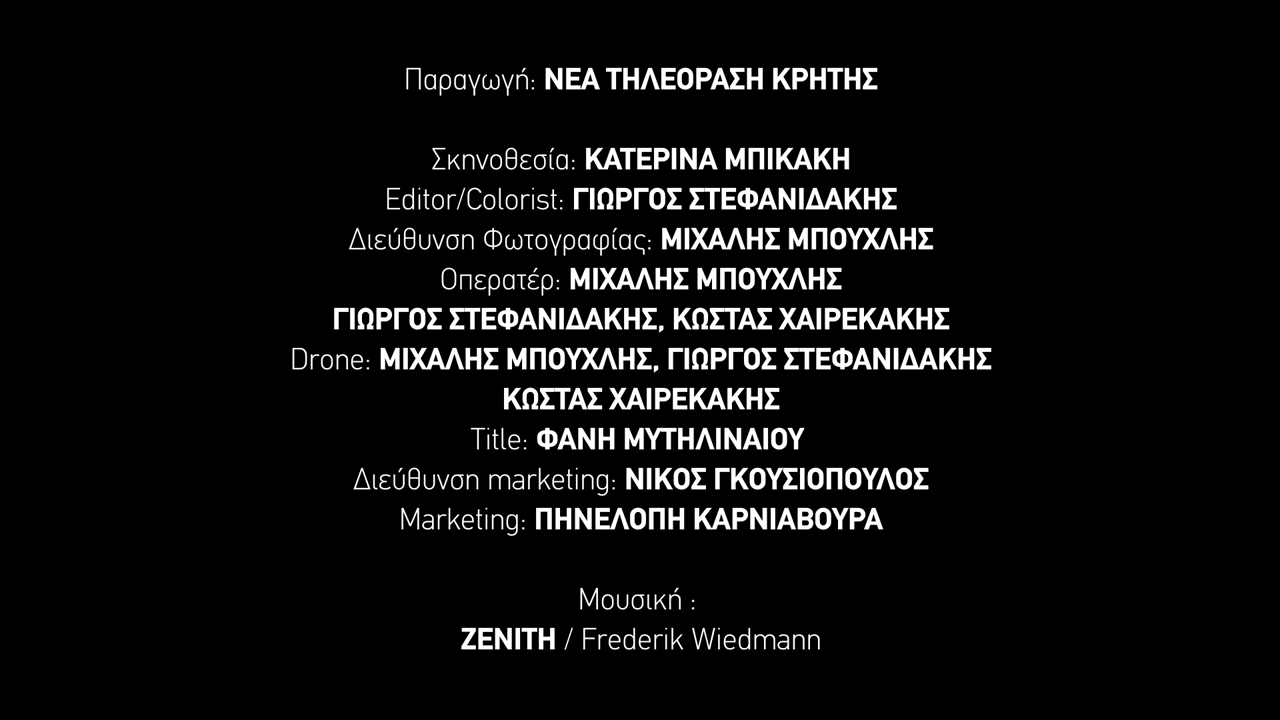 Παραγωγή: ΝΕΑ ΤΗΛΕΟΡΑΣΗ ΚΡΗΤΗΣ
Σκηνοθεσία: ΚΑΤΕΡΙΝΑ ΜΠΙΚΑΚΗ
Editor/Colorist: ΓΙΩΡΓΟΣ ΣΤΕΦΑΝΙΔΑΚΗΣ
Διεύθυνση Φωτογραφίας: ΜΙΧΑΛΗΣ ΜΠΟΥΧΛΗΣ
Οπερατέρ: ΜΙΧΑΛΗΣ ΜΠΟΥΧΛΗΣ
ΓΙΩΡΓΟΣ ΣΤΕΦΑΝΙΔΑΚΗΣ, ΚΩΣΤΑΣ ΧΑΙΡΕΚΑΚΗΣ
Drone: ΜΙΧΑΛΗΣ ΜΠΟΥΧΛΗΣ, ΓΙΩΡΓΟΣ ΣΤΕΦΑΝΙΔΑΚΗΣ
ΚΩΣΤΑΣ ΧΑΙΡΕΚΑΚΗΣ
Title: ΦΑΝΗ ΜΥΤΗΛΙΝΑΙΟΥ
Διεύθυνση marketing: ΝΙΚΟΣ ΓΚΟΥΣΙΟΠΟΥΛΟΣ
Marketing: ΠΗΝΕΛΟΠΗ ΚΑΡΝΙΑΒΟΥΡΑ
Μουσική :
ZENITH / Frederik Wiedmann